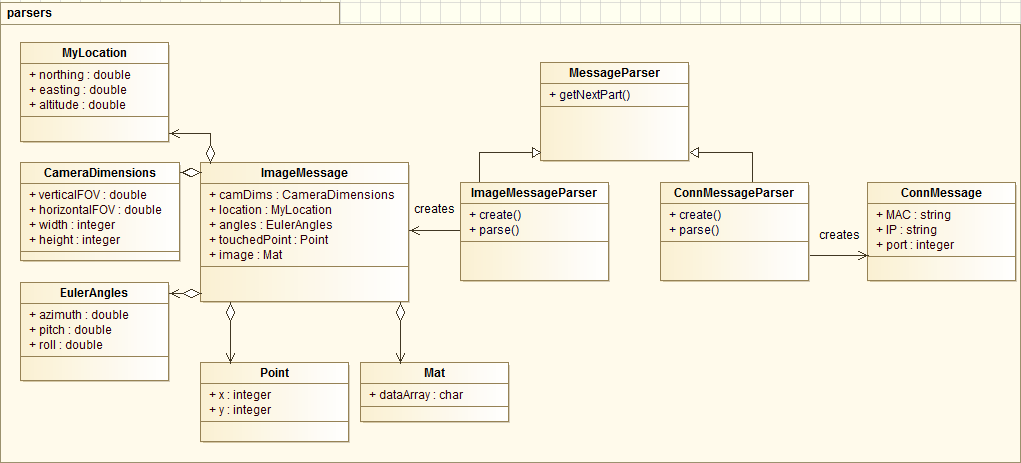 parsers
MyLocation
+ northing : double
+ easting : double
+ altitude : double
CameraDimensions
+ verticalFOV : double
+ horizontalFOV : double
+ width : integer
+ height : integer
EulerAngles
+ azimuth : double
+ pitch : double
+ roll : double
ImageMessage
+ camDims : CameraDimensions
+ location : MyLocation
+ angles : EulerAngles
+ touchedPoint : Point
+ image : Mat
Point
+ x : integer
+ y : integer
Mat
+ dataArray : char
creates
MessageParser
+ getNextPart()
ImageMessageParser
+ create()
+ parse()
ConnMessageParser
+ create()
+ parse()
creates
ConnMessage
+ MAC : string
+ IP : string
+ port : integer